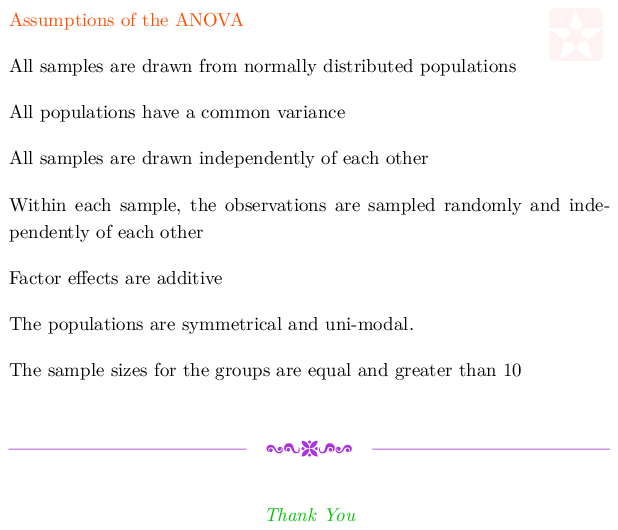 Assumptions of the ANOVA
All samples are drawn from normally distributed populations
All populations have a common variance
All samples are drawn independently of each other
Within each sample, the observations are sampled randomly and inde-
pendently of each other
Factor effects are additive
The populations are symmetrical and uni-modal.
The sample sizes for the groups are equal and greater than 10
Thank You